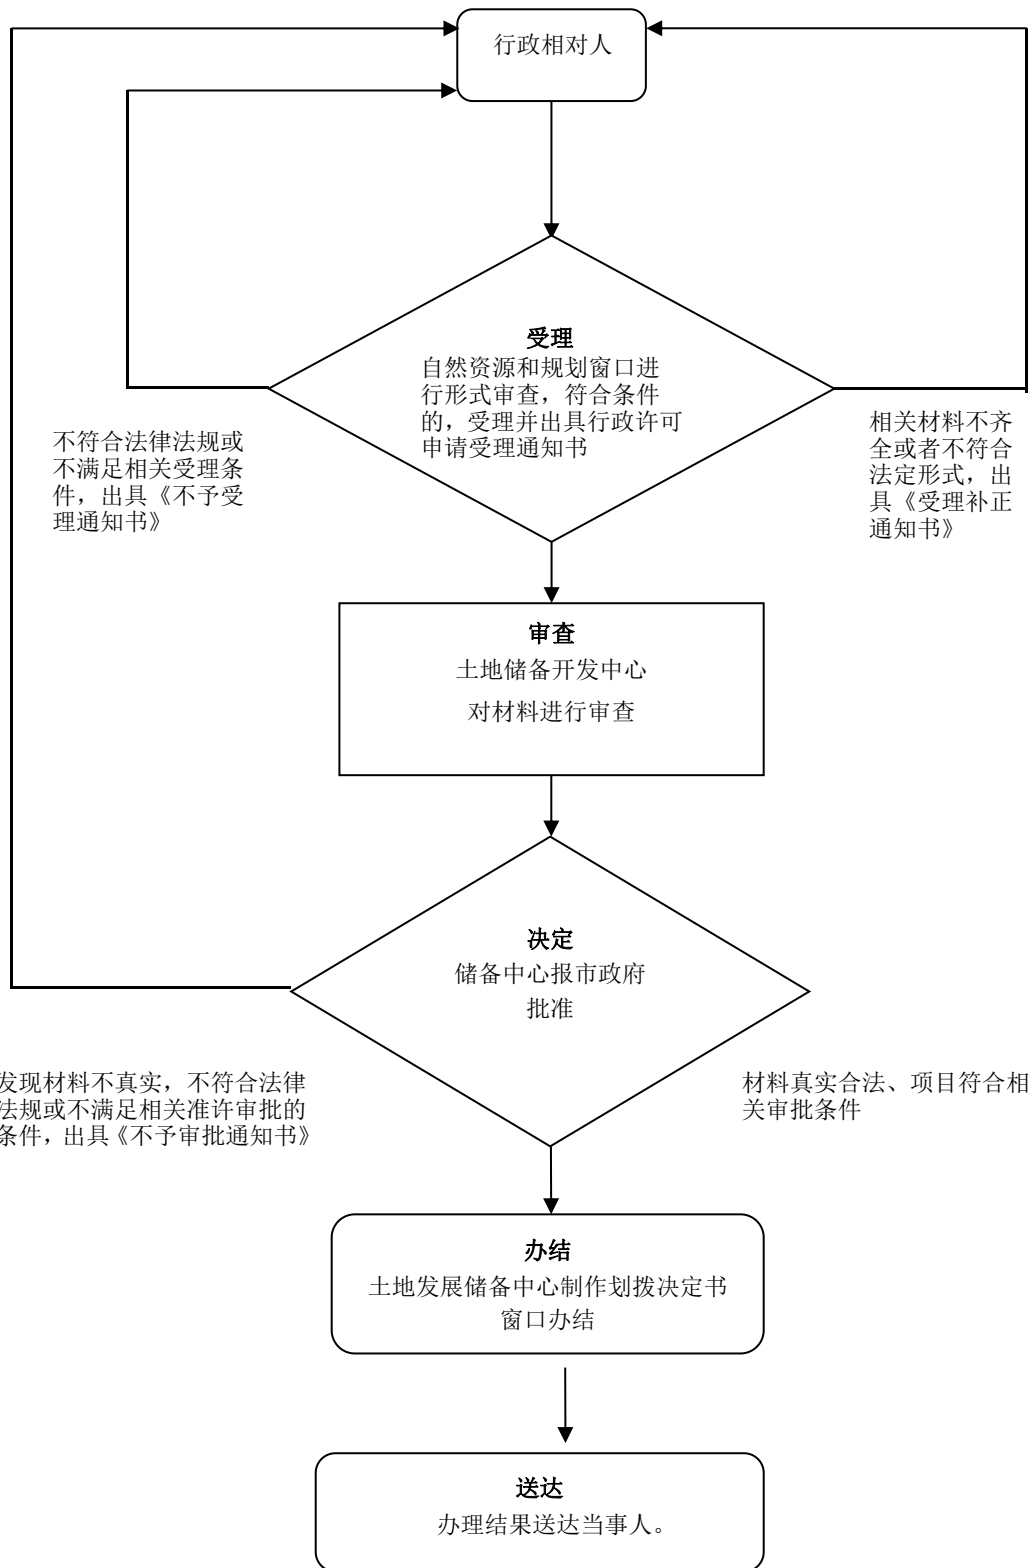 行政相对人
受理
自然资源和规划窗口进
行形式审查，符合条件
的，受理并出具行政许可
申请受理通知书
不符合法律法规或
不满足相关受理条
件，出具《不予受
理通知书》
相关材料不齐
全或者不符合
法定形式，出
具《受理补正
通知书》
审查
土地储备开发中心
对材料进行审查
决定
储备中心报市政府
批准
发现材料不真实，不符合法律
法规或不满足相关准许审批的
条件，出具《不予审批通知书》
材料真实合法、项目符合相
关审批条件
办结
土地发展储备中心制作划拨决定书
窗口办结
送达
办理结果送达当事人。